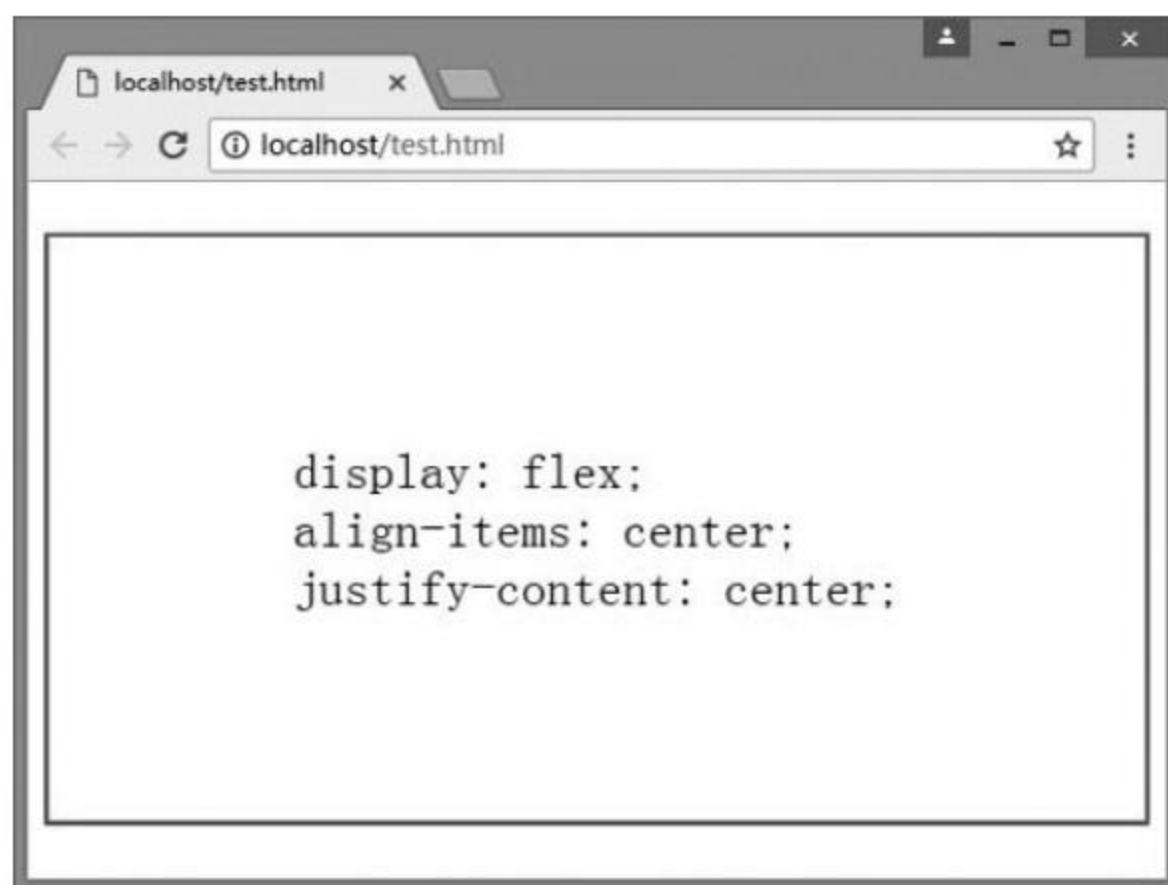 localhost/test.html
localhost/test.html
display: flex;
align-items: center;
justify-content: center;